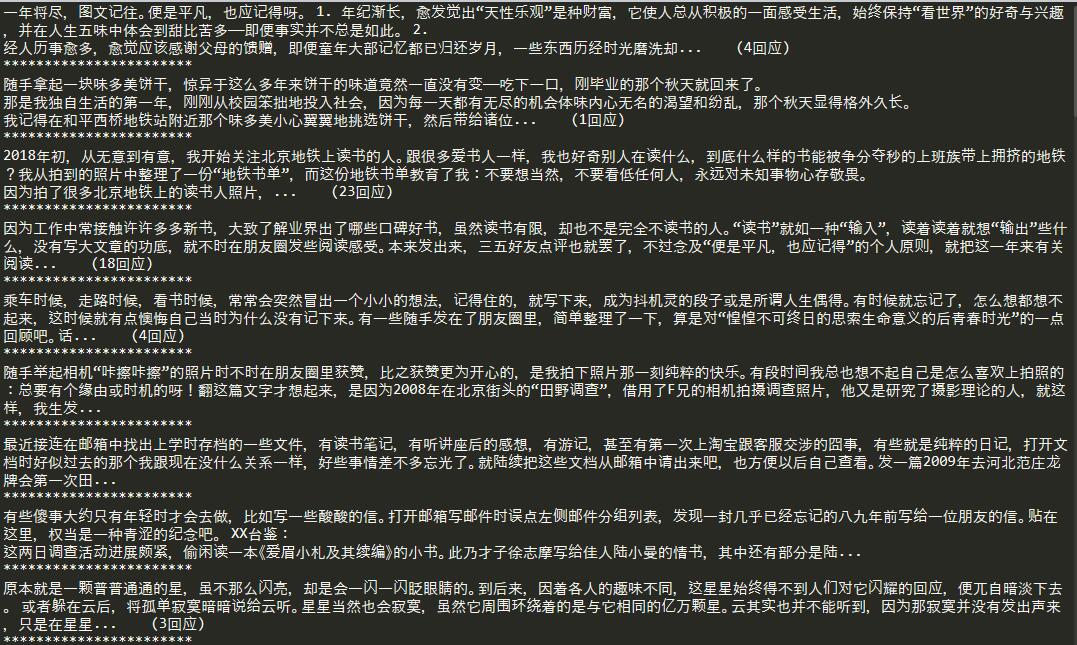 一年将尽, 图文记往。便是平凡, 也应记得呀。 1. 年纪渐长, 愈发觉出“天性乐观”是种财富, 它使人总从积极的一面感受生活, 始终保持“看世界”的好奇与兴趣
, 并在人生五味中体会到甜比苦多—即便事实并不总是如此。 2.
经人历事愈多, 愈觉应该感谢父母的馈赠, 即便童年大部记忆都已归还岁月, 一些东西历经时光磨洗却... (4回应)
************************
随手拿起一块味多美饼干, 惊异于这么多年来饼干的味道竟然一直没有变—吃下一口, 刚毕业的那个秋天就回来了。
那是我独自生活的第一年, 刚刚从校园笨拙地投入社会, 因为每一天都有无尽的机会体味内心无名的渴望和纷乱, 那个秋天显得格外久长。
我记得在和平西桥地铁站附近那个味多美小心翼翼地挑选饼干, 然后带给诸位... (1回应)
************************
2018年初, 从无意到有意, 我开始关注北京地铁上读书的人。跟很多爱书人一样, 我也好奇别人在读什么, 到底什么样的书能被争分夺秒的上班族带上拥挤的地铁
?我从拍到的照片中整理了一份“地铁书单”, 而这份地铁书单教育了我:不要想当然, 不要看低任何人, 永远对未知事物心存敬畏。
因为拍了很多北京地铁上的读书人照片, ... (23回应)
************************
因为工作中常接触许许多多新书, 大致了解业界出了哪些口碑好书, 虽然读书有限, 却也不是完全不读书的人。“读书”就如一种“输入”, 读着读着就想“输出”些什
么, 没有写大文章的功底, 就不时在朋友圈发些阅读感受。本来发出来, 三五好友点评也就罢了, 不过念及“便是平凡, 也应记得”的个人原则, 就把这一年来有关
阅读... (18回应)
************************
乘车时候, 走路时候, 看书时候, 常常会突然冒出一个小小的想法, 记得住的, 就写下来, 成为抖机灵的段子或是所谓人生偶得。有时候就忘记了, 怎么想都想不
起来, 这时候就有点懊悔自己当时为什么没有记下来。有一些随手发在了朋友圈里, 简单整理了一下, 算是对“惶惶不可终日的思索生命意义的后青春时光”的一点
回顾吧。话... (4回应)
************************
随手举起相机“咔擦咔擦”的照片时不时在朋友圈里获赞, 比之获赞更为开心的, 是我拍下照片那一刻纯粹的快乐。有段时间我总也想不起自己是怎么喜欢上拍照的
:总要有个缘由或时机的呀!翻这篇文字才想起来, 是因为2008年在北京街头的“田野调查”, 借用了F兄的相机拍摄调查照片, 他又是研究了摄影理论的人, 就这
样, 我生发...
************************
最近接连在邮箱中找出上学时存档的一些文件, 有读书笔记, 有听讲座后的感想, 有游记, 甚至有第一次上淘宝跟客服交涉的囧事, 有些就是纯粹的日记, 打开文
档时好似过去的那个我跟现在没什么关系一样, 好些事情差不多忘光了。就陆续把这些文档从邮箱中请出来吧, 也方便以后自己查看。发一篇2009年去河北范庄龙
牌会第一次田...
************************
有些傻事大约只有年轻时才会去做, 比如写一些酸酸的信。打开邮箱写邮件时误点左侧邮件分组列表, 发现一封几乎已经忘记的八九年前写给一位朋友的信。贴在
这里, 权当是一种青涩的纪念吧。 XX台鉴:
这两日调查活动进展颇紧, 偷闲读一本《爱眉小札及其续编》的小书。此乃才子徐志摩写给佳人陆小曼的情书, 其中还有部分是陆...
************************
原本就是一颗普普通通的星, 虽不那么闪亮, 却是会一闪一闪眨眼睛的。到后来, 因着各人的趣味不同, 这星星始终得不到人们对它闪耀的回应, 便兀自暗淡下去
。 或者躲在云后, 将孤单寂寞暗暗说给云听。星星当然也会寂寞, 虽然它周围环绕着的是与它相同的亿万颗星。云其实也并不能听到, 因为那寂寞并没有发出声来
, 只是在星星... (3回应)
************************